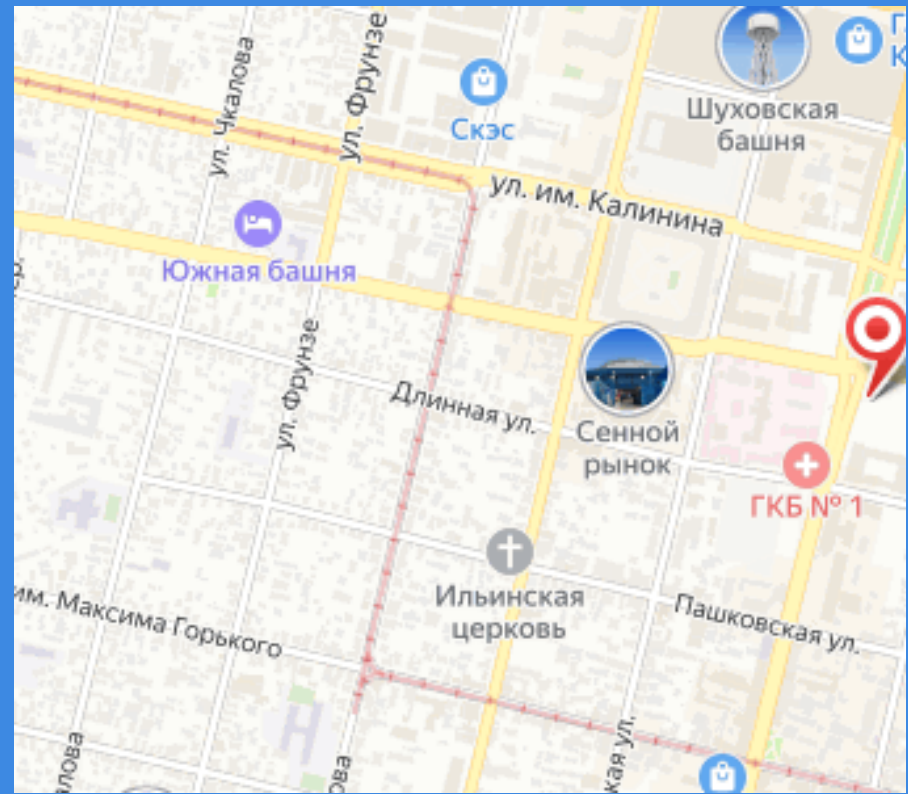 ул. Чкалова
ул. Фрунзе
Скэс
Шуховская
башня
ул. им. Калинина
Южная башня
ул. Фрунзе
Длинная ул.
Сенной
рынок
ГКБ № 1
Ильинская
церковь
им. Максима Горького
Пашковская ул.